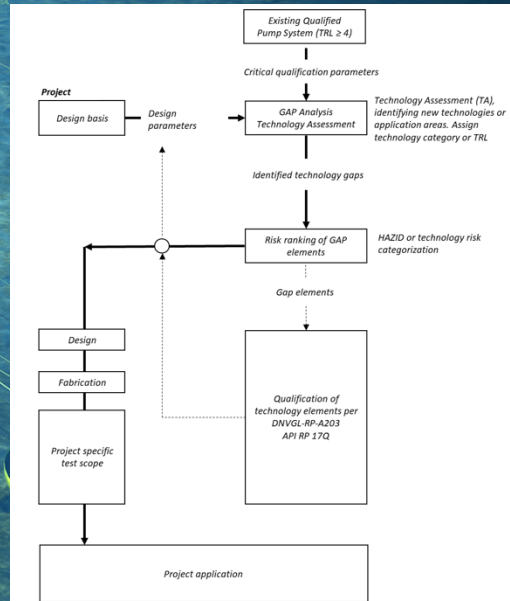 Existing Qualified
Pump System (TRL ≥ 4)
Critical qualification parameters
Project
Design basis
Design
parameters
GAP Analysis
Technology Assessment
Technology Assessment (TA),
identifying new technologies or
application areas. Assign
technology category or TRL
Identified technology gaps
Risk ranking of GAP
elements
HAZID or technology risk
categorization
Gap elements
Design
Fabrication
Project specific
test scope
Qualification of
technology elements per
DNVGL-RP-A203
API RP 17Q
Project application